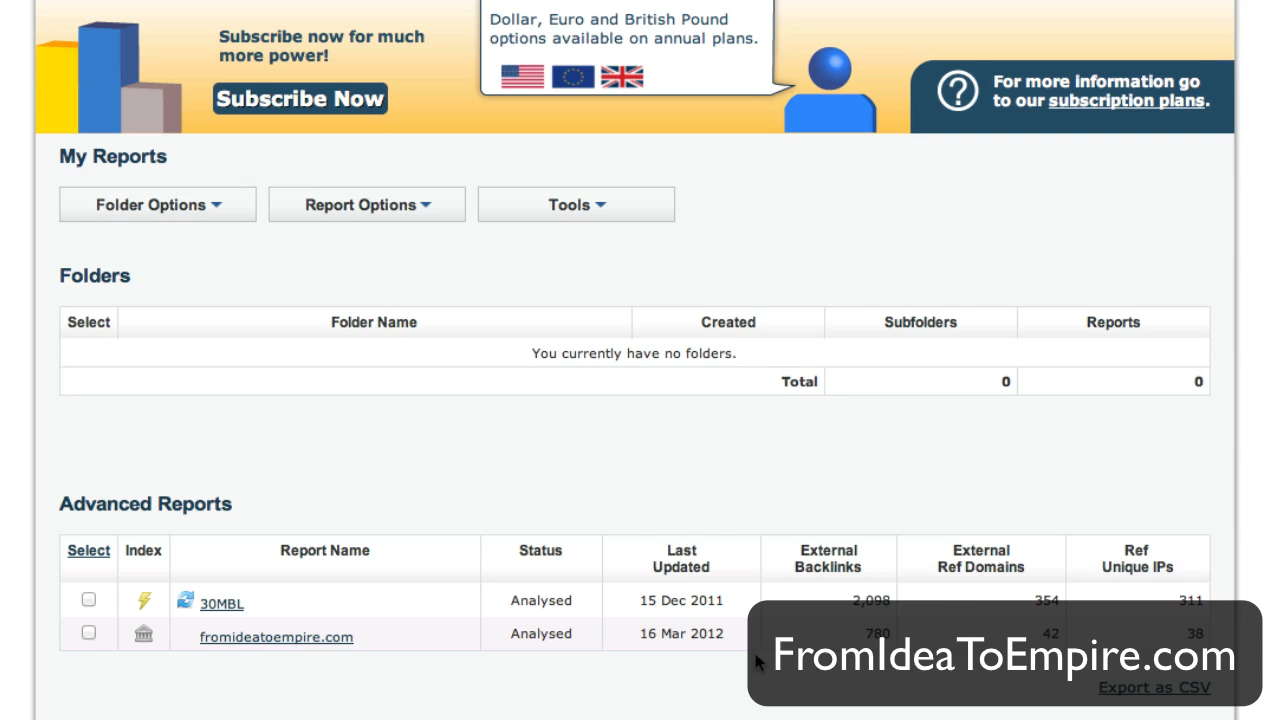 Subscribe now for much
more power!
Subscribe Now
Dollar, Euro and British Pound
options available on annual plans.
?
For more information go
to our subscription plans.
My Reports
Folder Options
Report Options
Tools
Folders
Select Folder Name Created Subfolders Reports
You currently have no folders.
Total 0 0
Advanced Reports
Select Index Report Name Status Last Updated External Backlinks External Ref Domains Ref Unique IPs
30MBL Analysed 15 Dec 2011 2,098 354 311
fromideatoempire.com Analysed 16 Mar 2012 780 42 38
FromIdeaToEmpire.com
Export as CSV